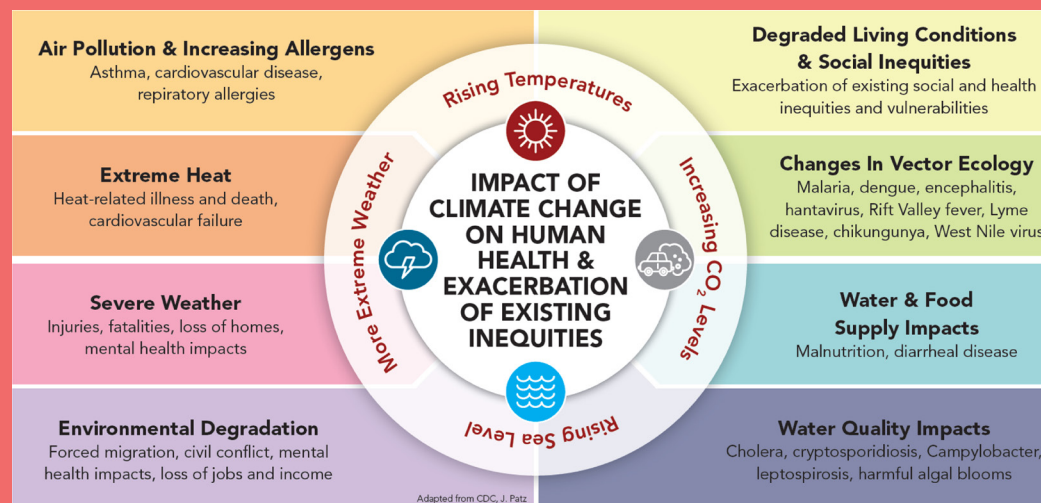 Air Pollution & Increasing Allergens
Asthma, cardiovascular disease,
repiratory allergies
Extreme Heat
Heat-related illness and death,
cardiovascular failure
Severe Weather
Injuries, fatalities, loss of homes,
mental health impacts
Environmental Degradation
Forced migration, civil conflict, mental
health impacts, loss of jobs and income
Rising Temperatures
More Extreme Weather
IMPACT OF
CLIMATE CHANGE
ON HUMAN
HEALTH &
EXACERBATION
OF EXISTING
INEQUITIES
Increasing CO₂ Levels
Rising Sea Level
Degraded Living Conditions
& Social Inequities
Exacerbation of existing social and health
inequities and vulnerabilities
Changes In Vector Ecology
Malaria, dengue, encephalitis,
hantavirus, Rift Valley fever, Lyme
disease, chikungunya, West Nile virus
Water & Food
Supply Impacts
Malnutrition, diarrheal disease
Water Quality Impacts
Cholera, cryptosporidiosis, Campylobacter,
leptospirosis, harmful algal blooms
Adapted from CDC, J. Patz